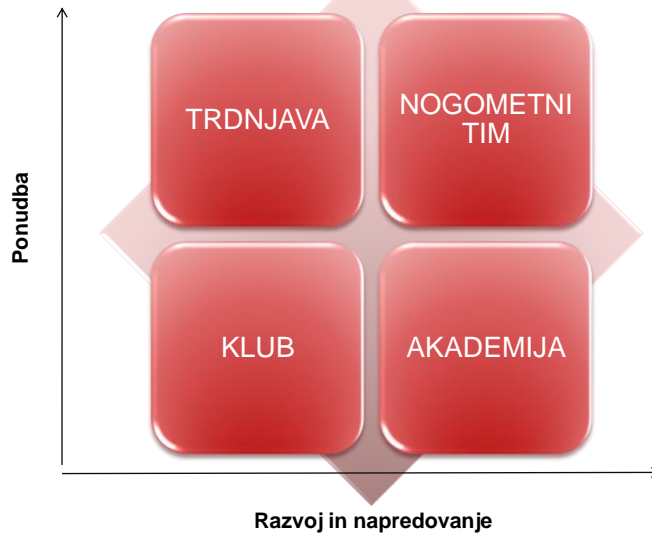 Ponudba
TRDNJAVA
NOGOMETNI
TIM
KLUB
AKADEMIJA
Razvoj in napredovanje